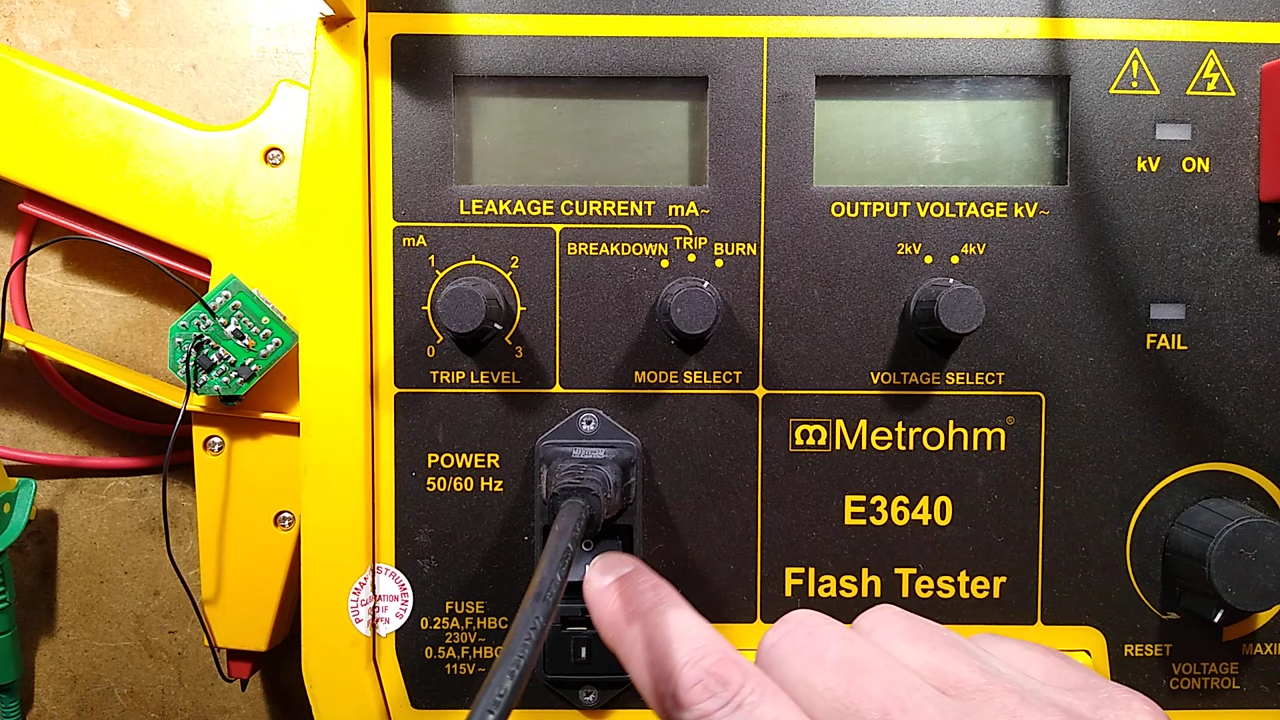 LEAKAGE CURRENT mA~
OUTPUT VOLTAGE kV~
kV ON
FAIL
mA
0
1
2
3
TRIP LEVEL
BREAKDOWN
TRIP
BURN
MODE SELECT
2kV
4kV
VOLTAGE SELECT
POWER
50/60 Hz
Metrohm®
E3640
Flash Tester
FUSE
0.25A,F,HBC
230V~
0.5A,F,HBC
115V~
RESET
VOLTAGE
CONTROL